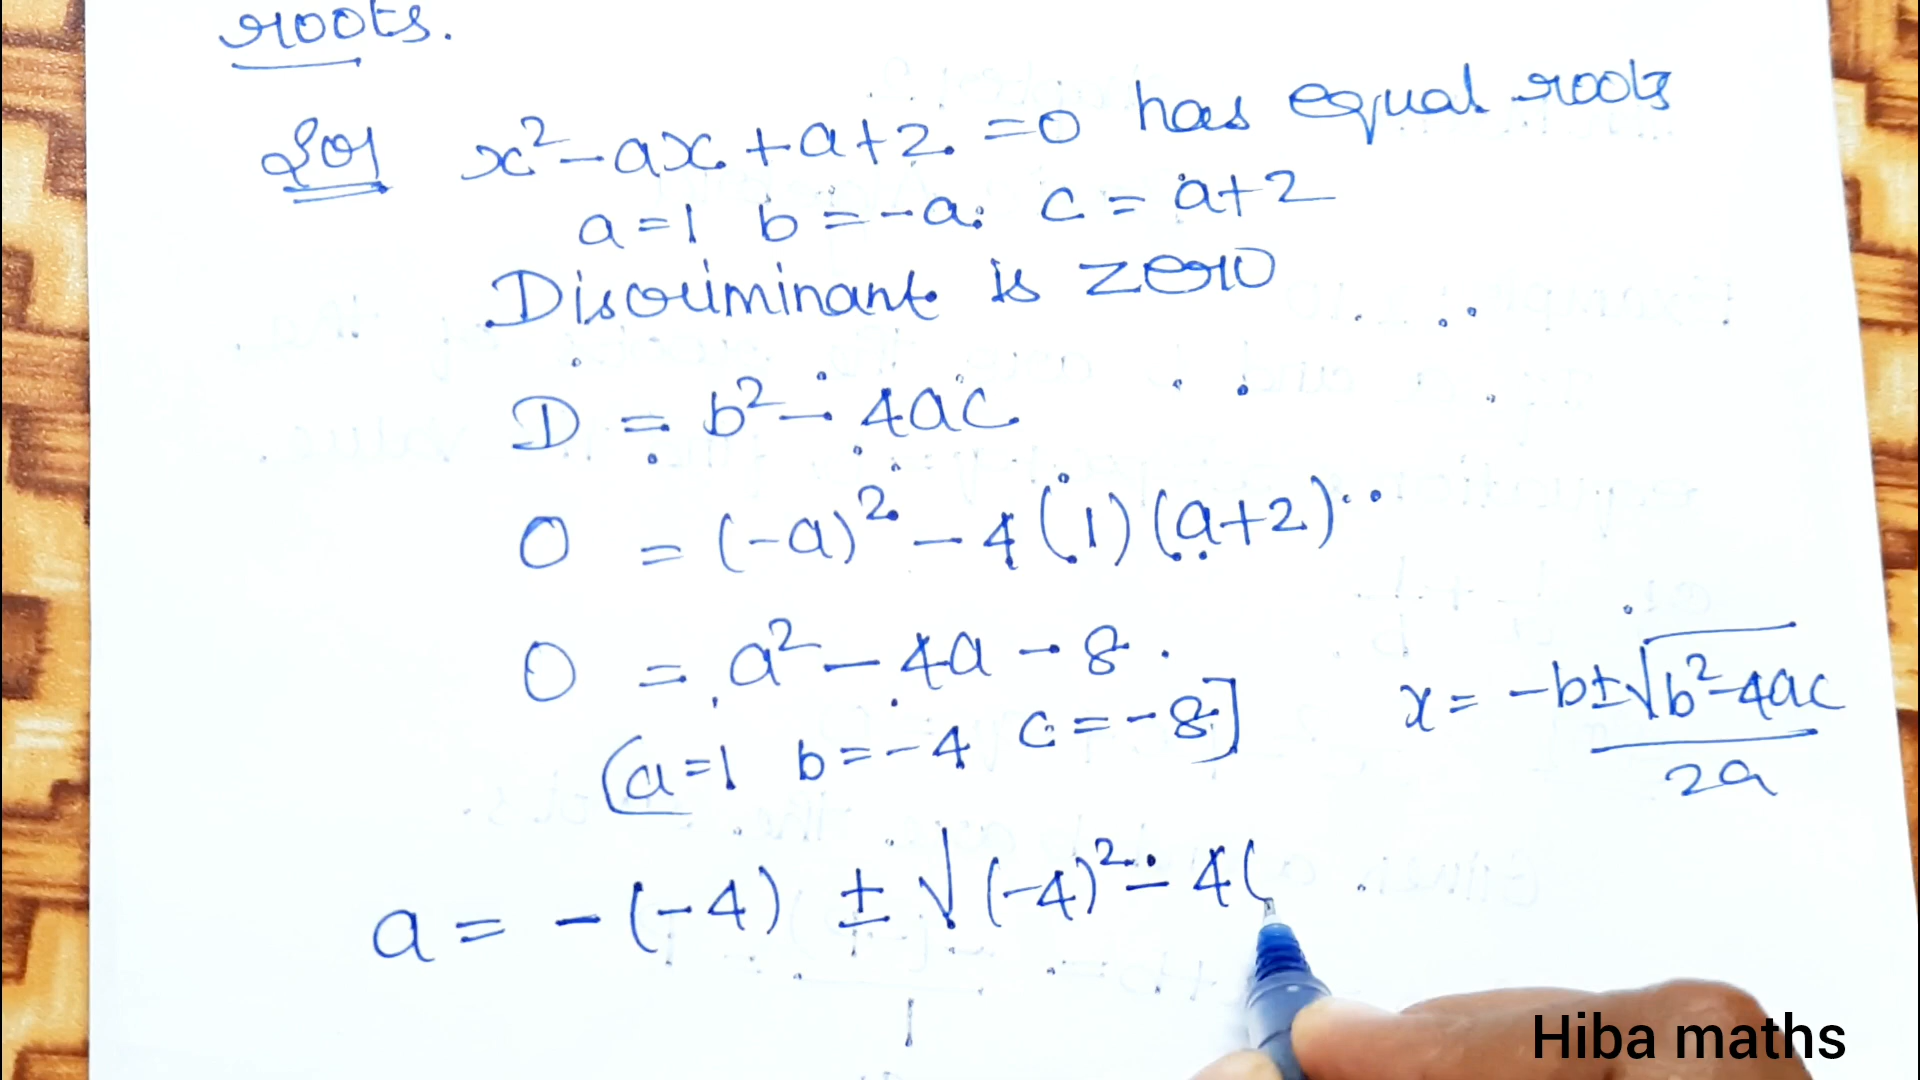 roots.
Sol x² - ax + a + 2 = 0 has equal roots
a = 1 b = -a c = a + 2
Discriminant is zero
D = b² - 4ac
0 = (-a)² - 4(1)(a+2)
0 = a² - 4a - 8
(a = 1 b = -4 c = -8]
x = -b ± √b² - 4ac / 2a
a = -(-4) ± √(-4)² - 4(
Hiba maths